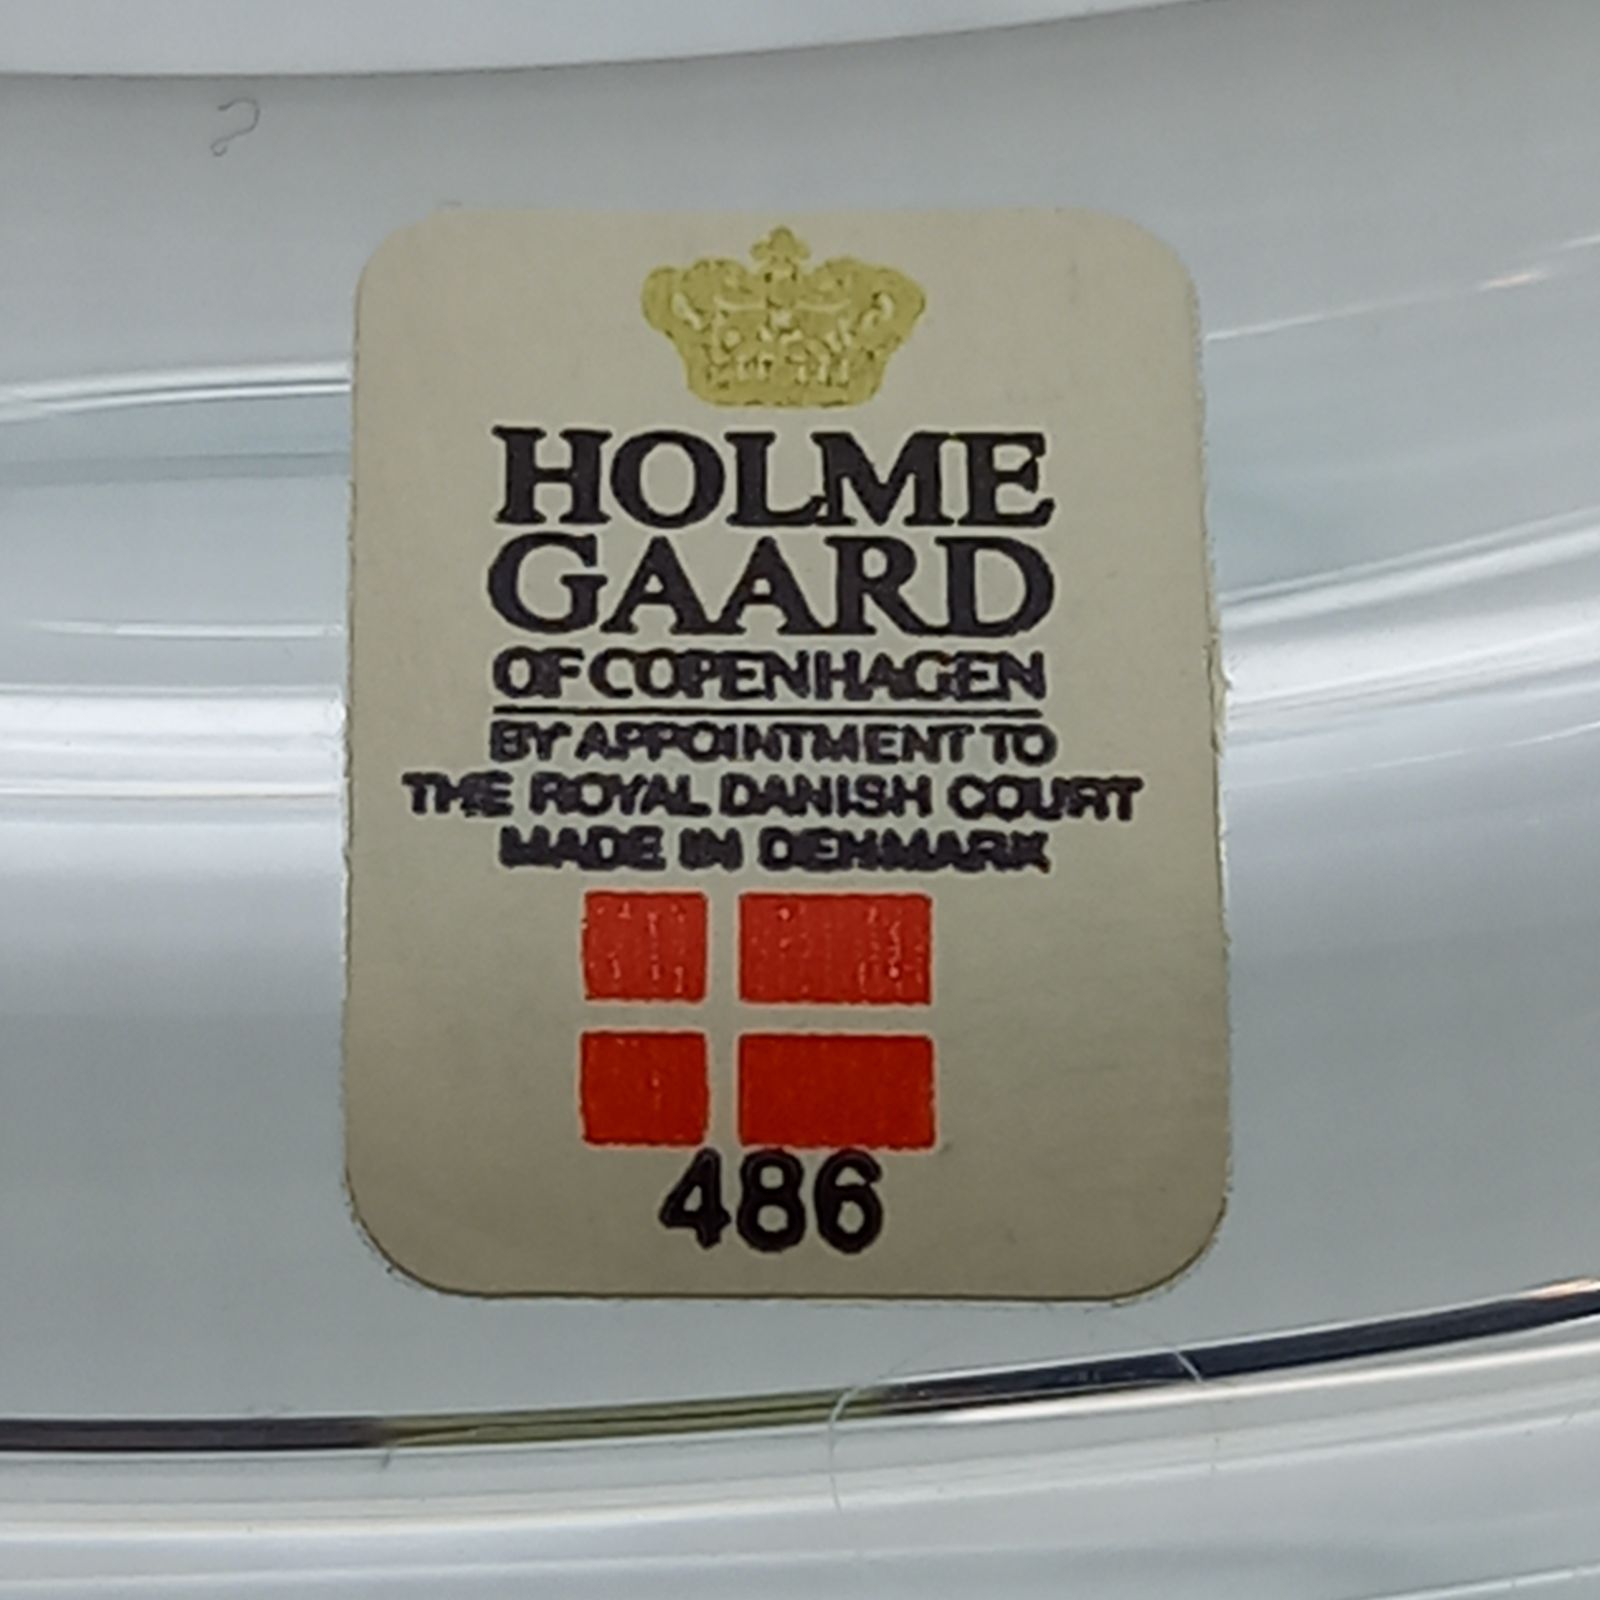 HOLME
GAARD
OF COPENHAGEN
BY APPOINTMENT TO
THE ROYAL DANISH COURT
MADE IN DENMARK
486